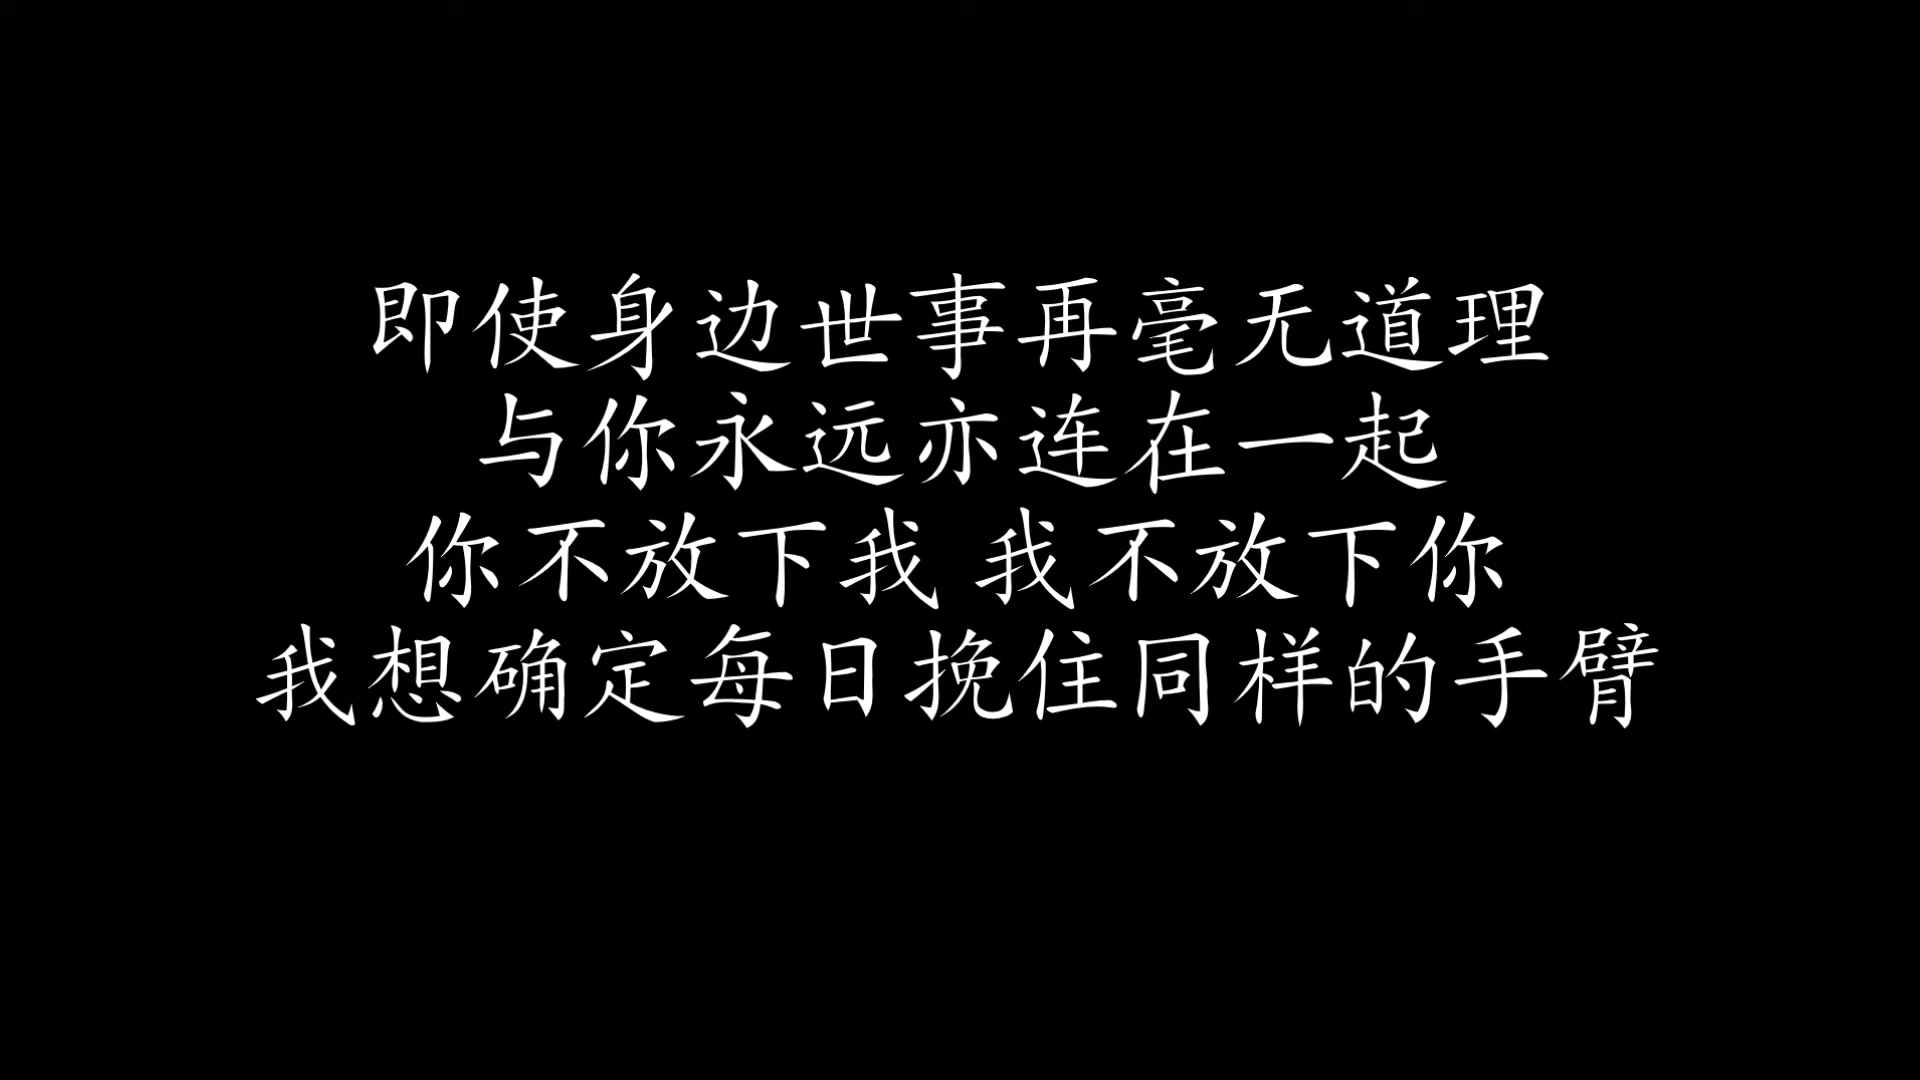 即使身边世事再毫无道理
与你永远亦连在一起
你不放下我 我不放下你
我想确定每日挽住同样的手臂